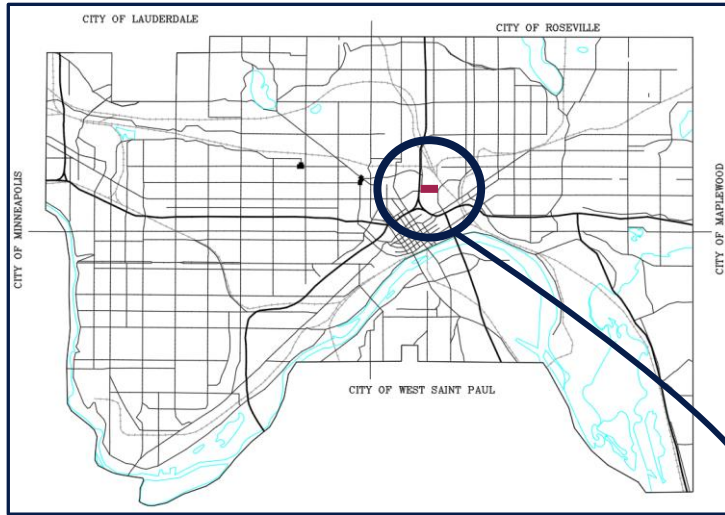 CITY OF LAUDERDALE
CITY OF ROSEVILLE
CITY OF MINNEAPOLIS
CITY OF MAPLEWOOD
CITY OF WEST SAINT PAUL